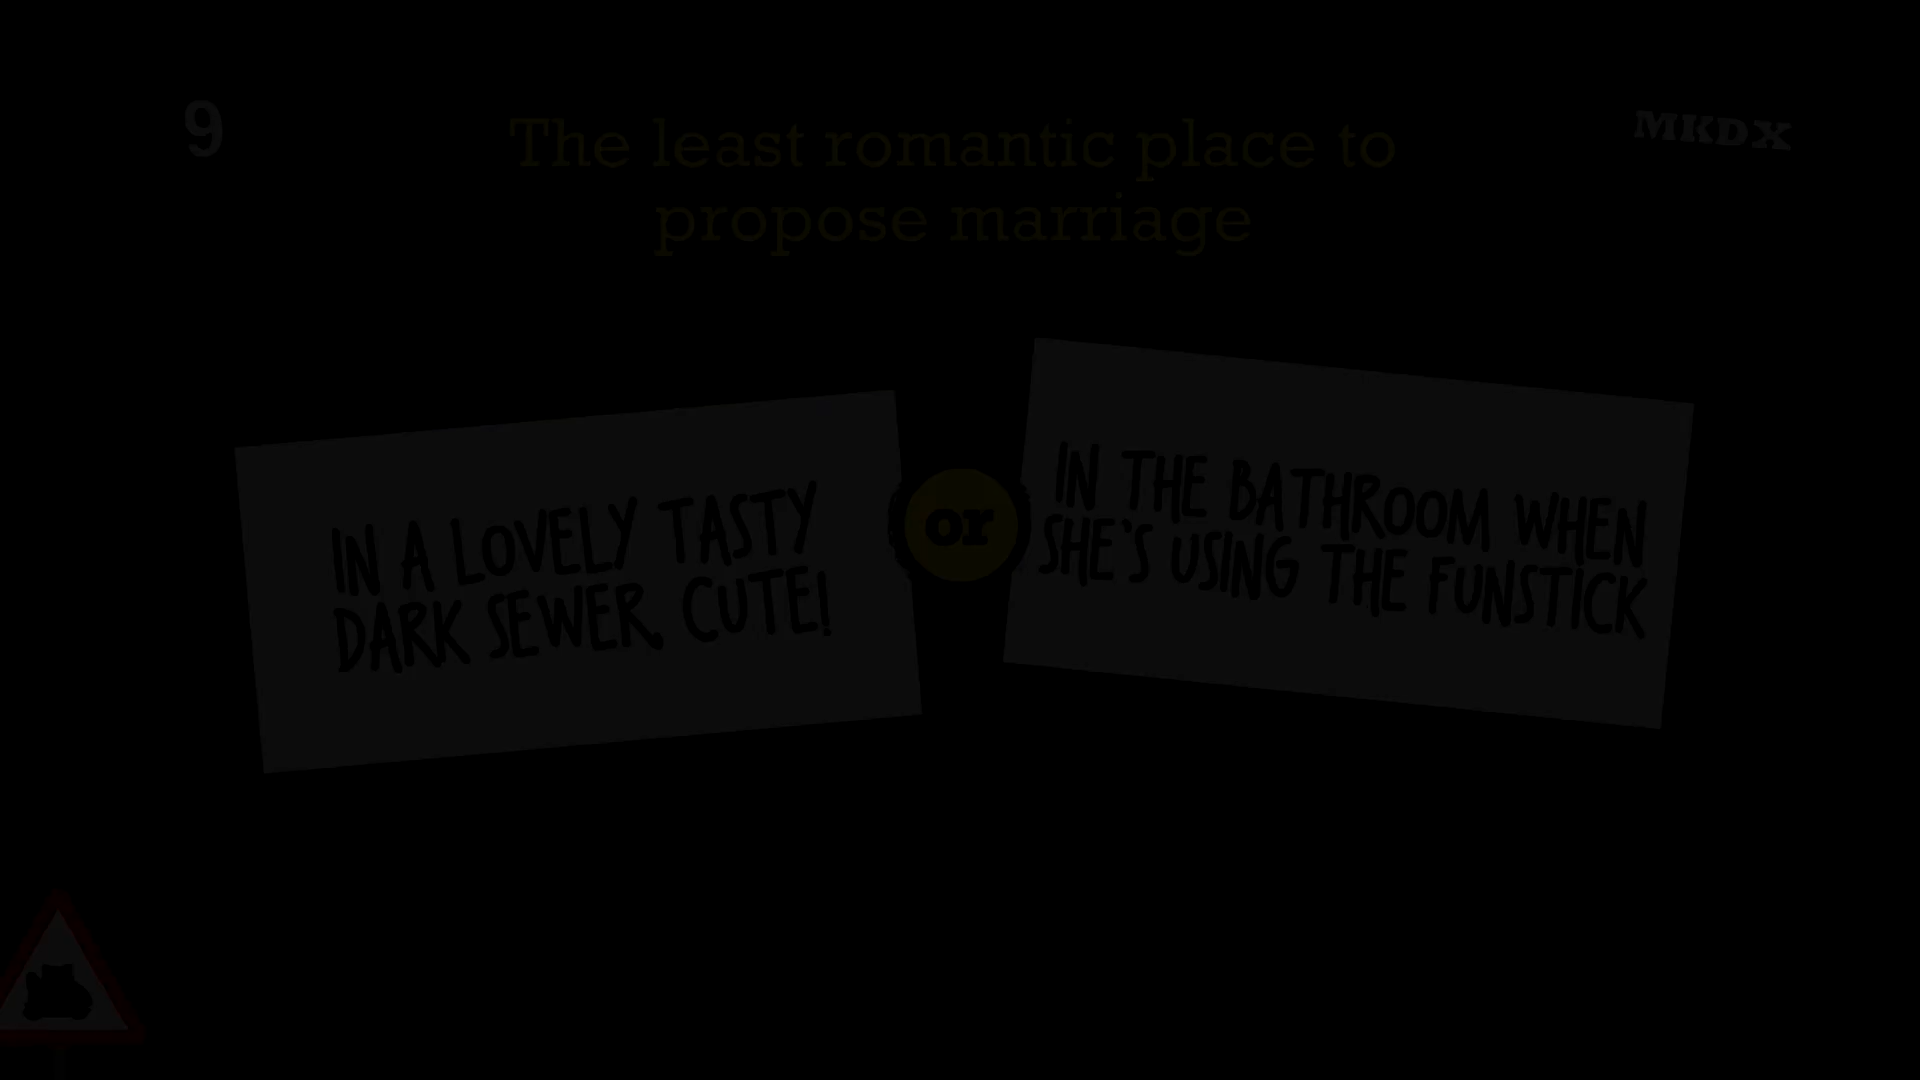 9
The least romantic place to
propose marriage
MKDX
IN A LOVELY TASTY
DARK SEWER, CUTE!
or
IN THE BATHROOM WHEN
SHE'S USING THE FUNSTICK